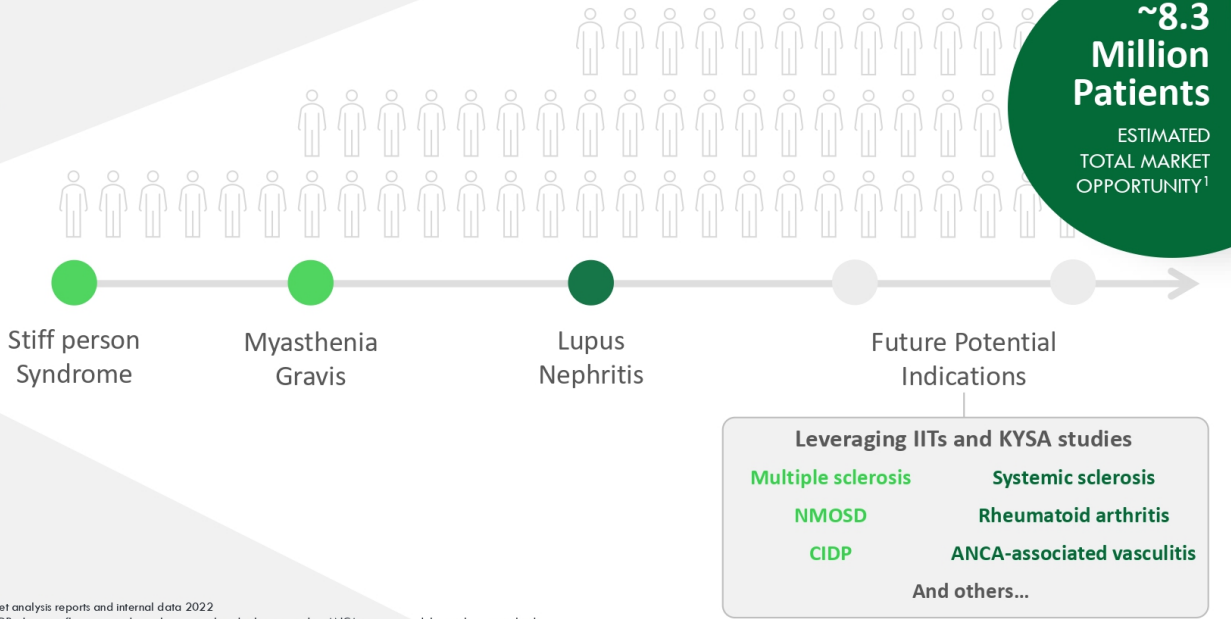 ~8.3
Million
Patients
ESTIMATED
TOTAL MARKET
OPPORTUNITY¹
Stiff person
Syndrome
Myasthenia
Gravis
Lupus
Nephritis
Future Potential
Indications
Leveraging IITs and KYSA studies
Multiple sclerosis
Systemic sclerosis
NMOSD
Rheumatoid arthritis
CIDP
ANCA-associated vasculitis
And others...
analysis reports and internal data 2022